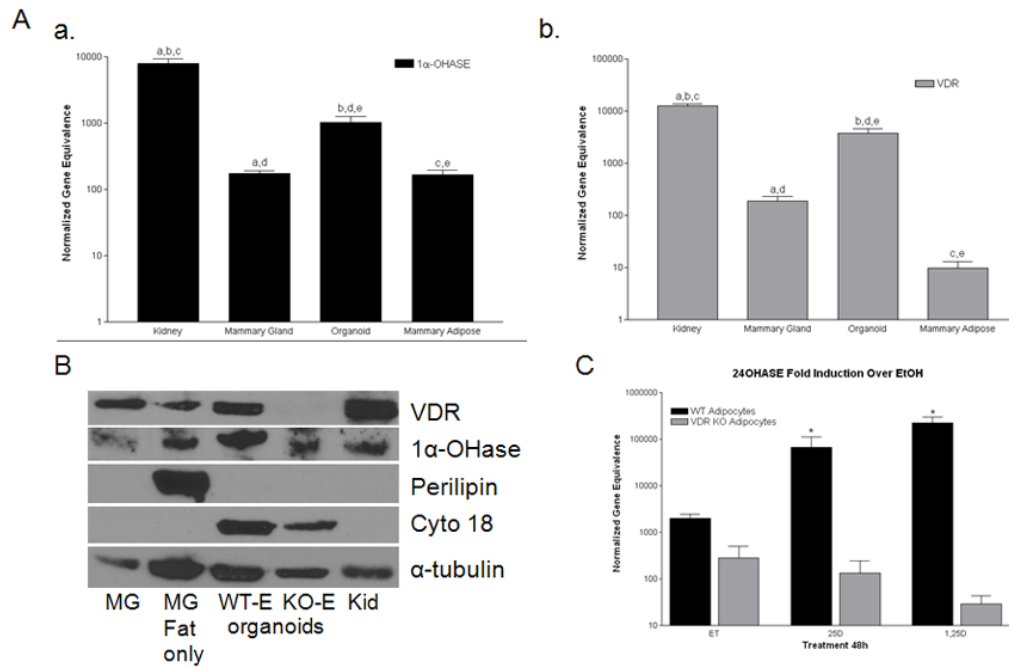 A
a.
10000
1000
100
10
1
Normalized Gene Equivalence
1α-OHASE
a,b,c
a,d
b,d,e
c,e
Kidney
Mammary Gland
Organoid
Mammary Adipose
b.
100000
10000
1000
100
10
1
Normalized Gene Equivalence
VDR
a,b,c
a,d
b,d,e
c,e
Kidney
Mammary Gland
Organoid
Mammary Adipose
B
VDR
1α-OHase
Perilipin
Cyto 18
α-tubulin
MG
MG
Fat
only
WT-E KO-E
organoids
Kid
C
24OHASE Fold Induction Over EtOH
1000000
100000
10000
1000
100
10
Normalized Gene Equivalence
WT Adipocytes
VDR KO Adipocytes
*
*
ET
25D
1,25D
Treatment 48h